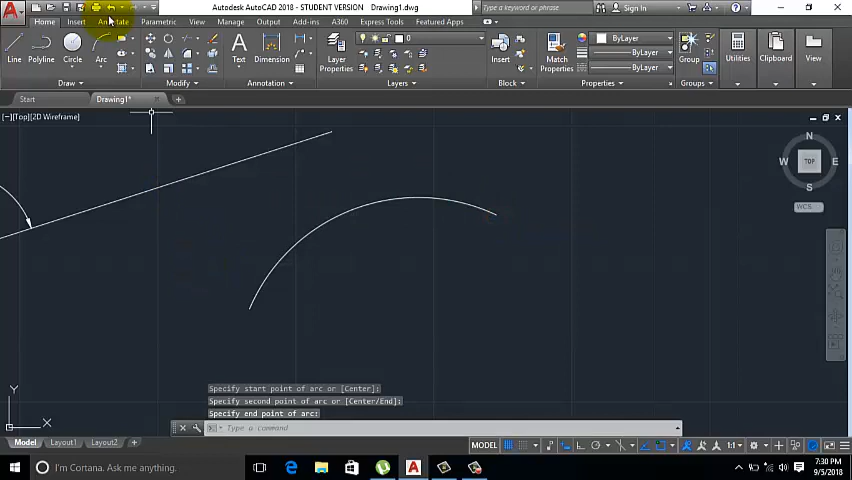 Autodesk AutoCAD 2018 - STUDENT VERSION Drawing1.dwg
Type a keyword or phrase
Sign In
Home Insert Annotate Parametric View Manage Output Add-ins A360 Express Tools Featured Apps
0
ByLayer
ByLayer
ByLayer
Line Polyline Circle Arc
Text Dimension
Layer Properties
Insert
Match Properties
Group
Utilities Clipboard View
Draw Modify Annotation Layers Block Properties Groups
Start Drawing1*
[−][Top][2D Wireframe]
N
W TOP E
S
WCS
Specify start point of arc or [Center]:
Specify second point of arc or [Center/End]:
Specify end point of arc:
Type a command
Y
X
Model Layout1 Layout2 +
MODEL 1:1
I'm Cortana. Ask me anything.
7:30 PM
9/5/2018